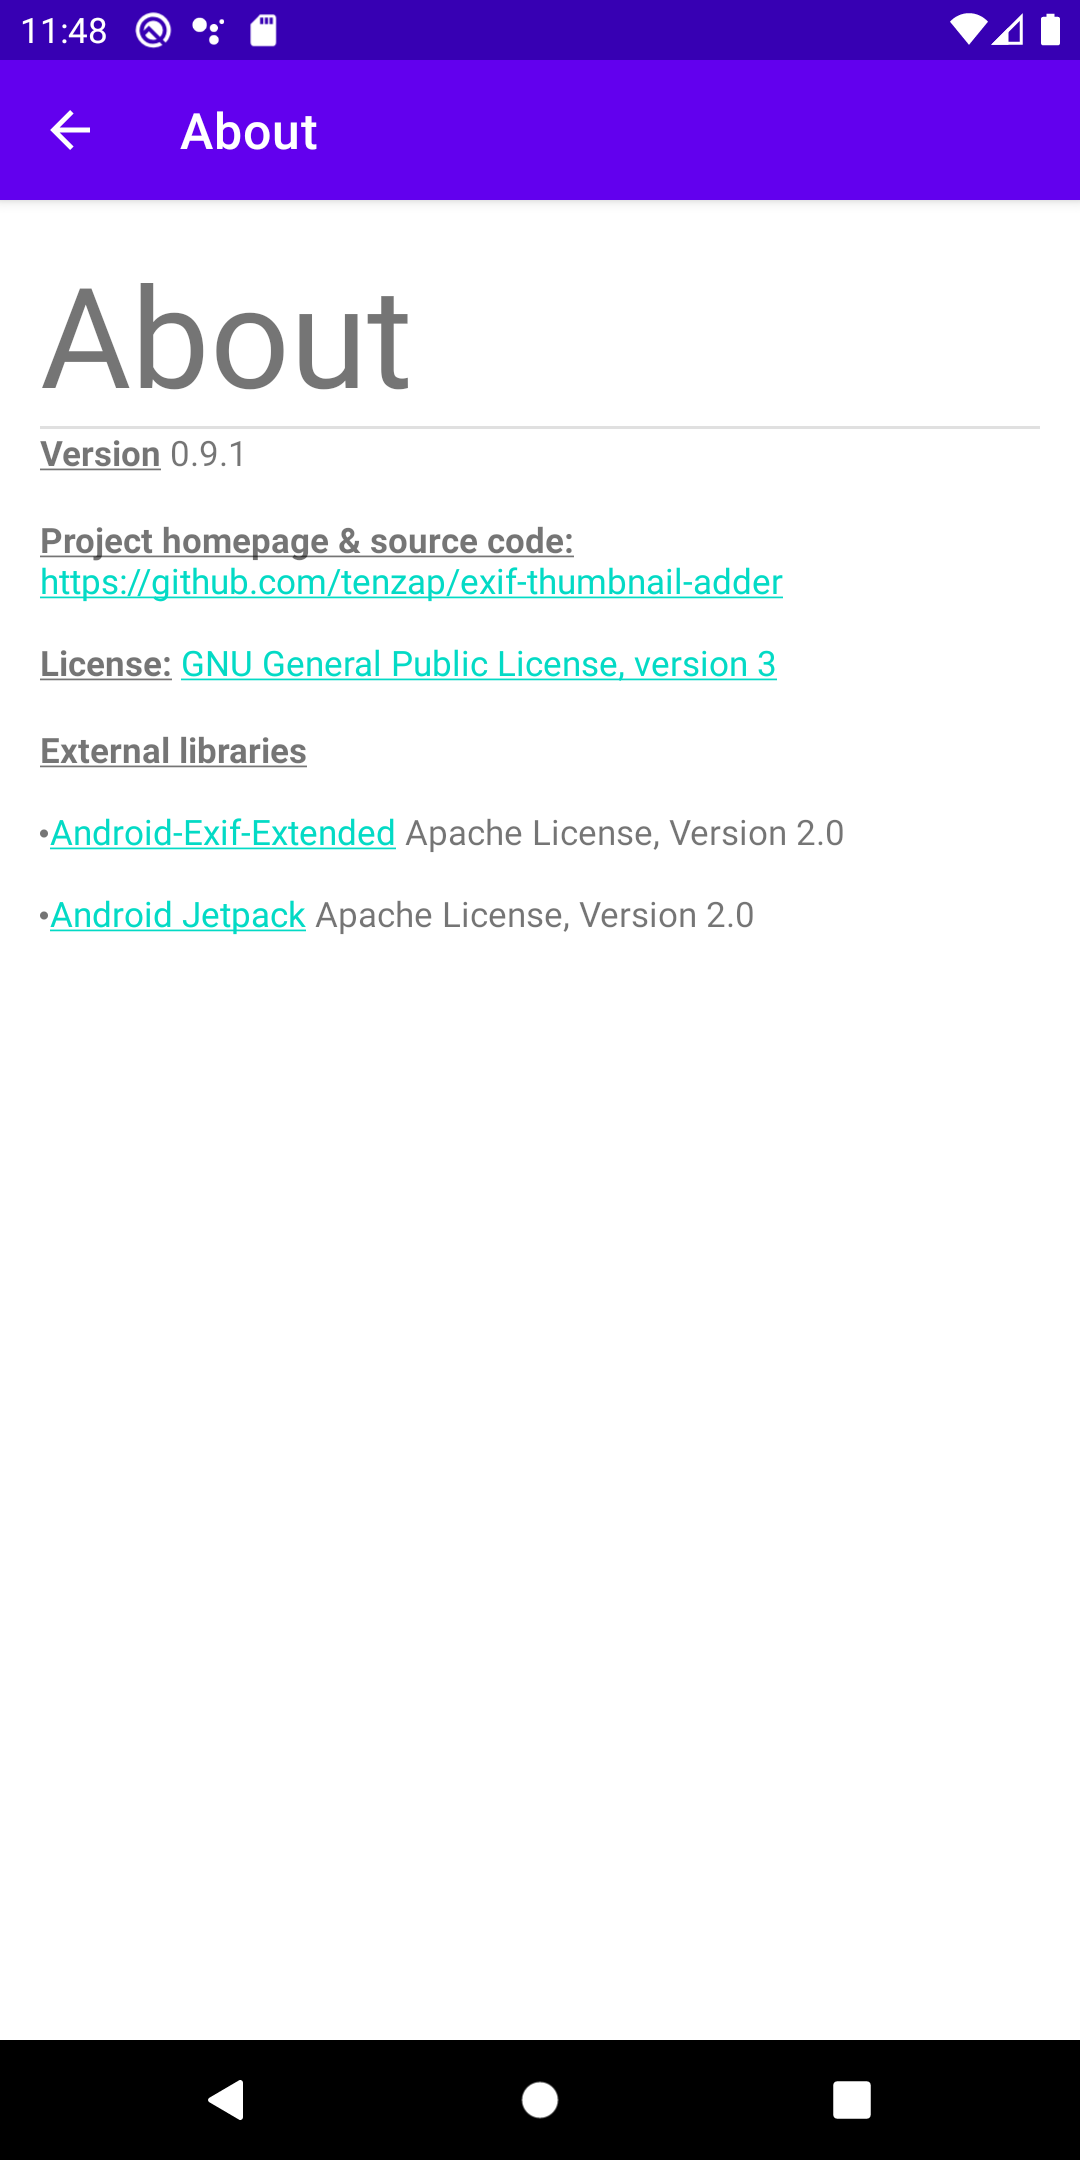 11:48
About
About
Version 0.9.1
Project homepage & source code:
https://github.com/tenzap/exif-thumbnail-adder
License: GNU General Public License, version 3
External libraries
•Android-Exif-Extended Apache License, Version 2.0
•Android Jetpack Apache License, Version 2.0